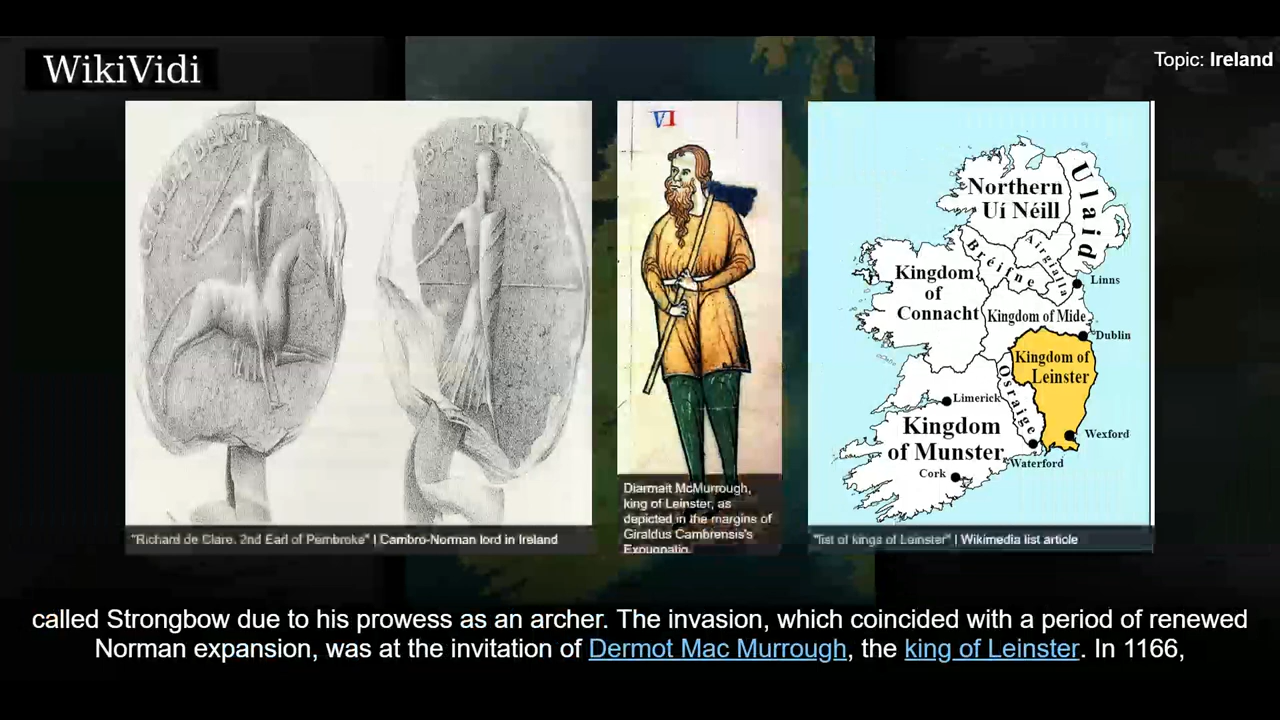 WikiVidi
Topic: Ireland
VI
Northern
Uí Néill
Ulaid
Airgialla
Bréifne
Linns
Kingdom
of
Connacht
Kingdom of Mide
Dublin
Kingdom of
Leinster
Osraige
Limerick
Kingdom
of Munster
Wexford
Waterford
Cork
Diarmait McMurrough,
king of Leinster, as
depicted in the margins of
Giraldus Cambrensis's
Expugnatio
"Richard de Clare, 2nd Earl of Pembroke" | Cambro-Norman lord in Ireland
"list of kings of Leinster" | Wikimedia list article
called Strongbow due to his prowess as an archer. The invasion, which coincided with a period of renewed
Norman expansion, was at the invitation of Dermot Mac Murrough, the king of Leinster. In 1166,